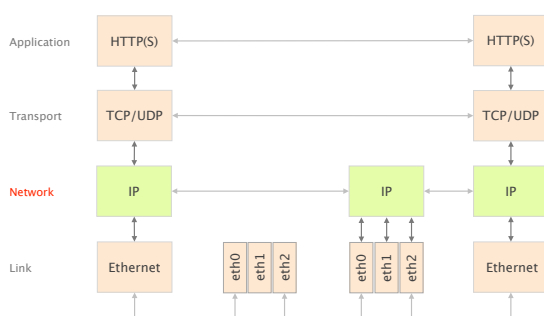 Application HTTP(S) HTTP(S)
Transport TCP/UDP TCP/UDP
Network IP IP IP
Link Ethernet eth0 eth1 eth2 eth0 eth1 eth2 Ethernet